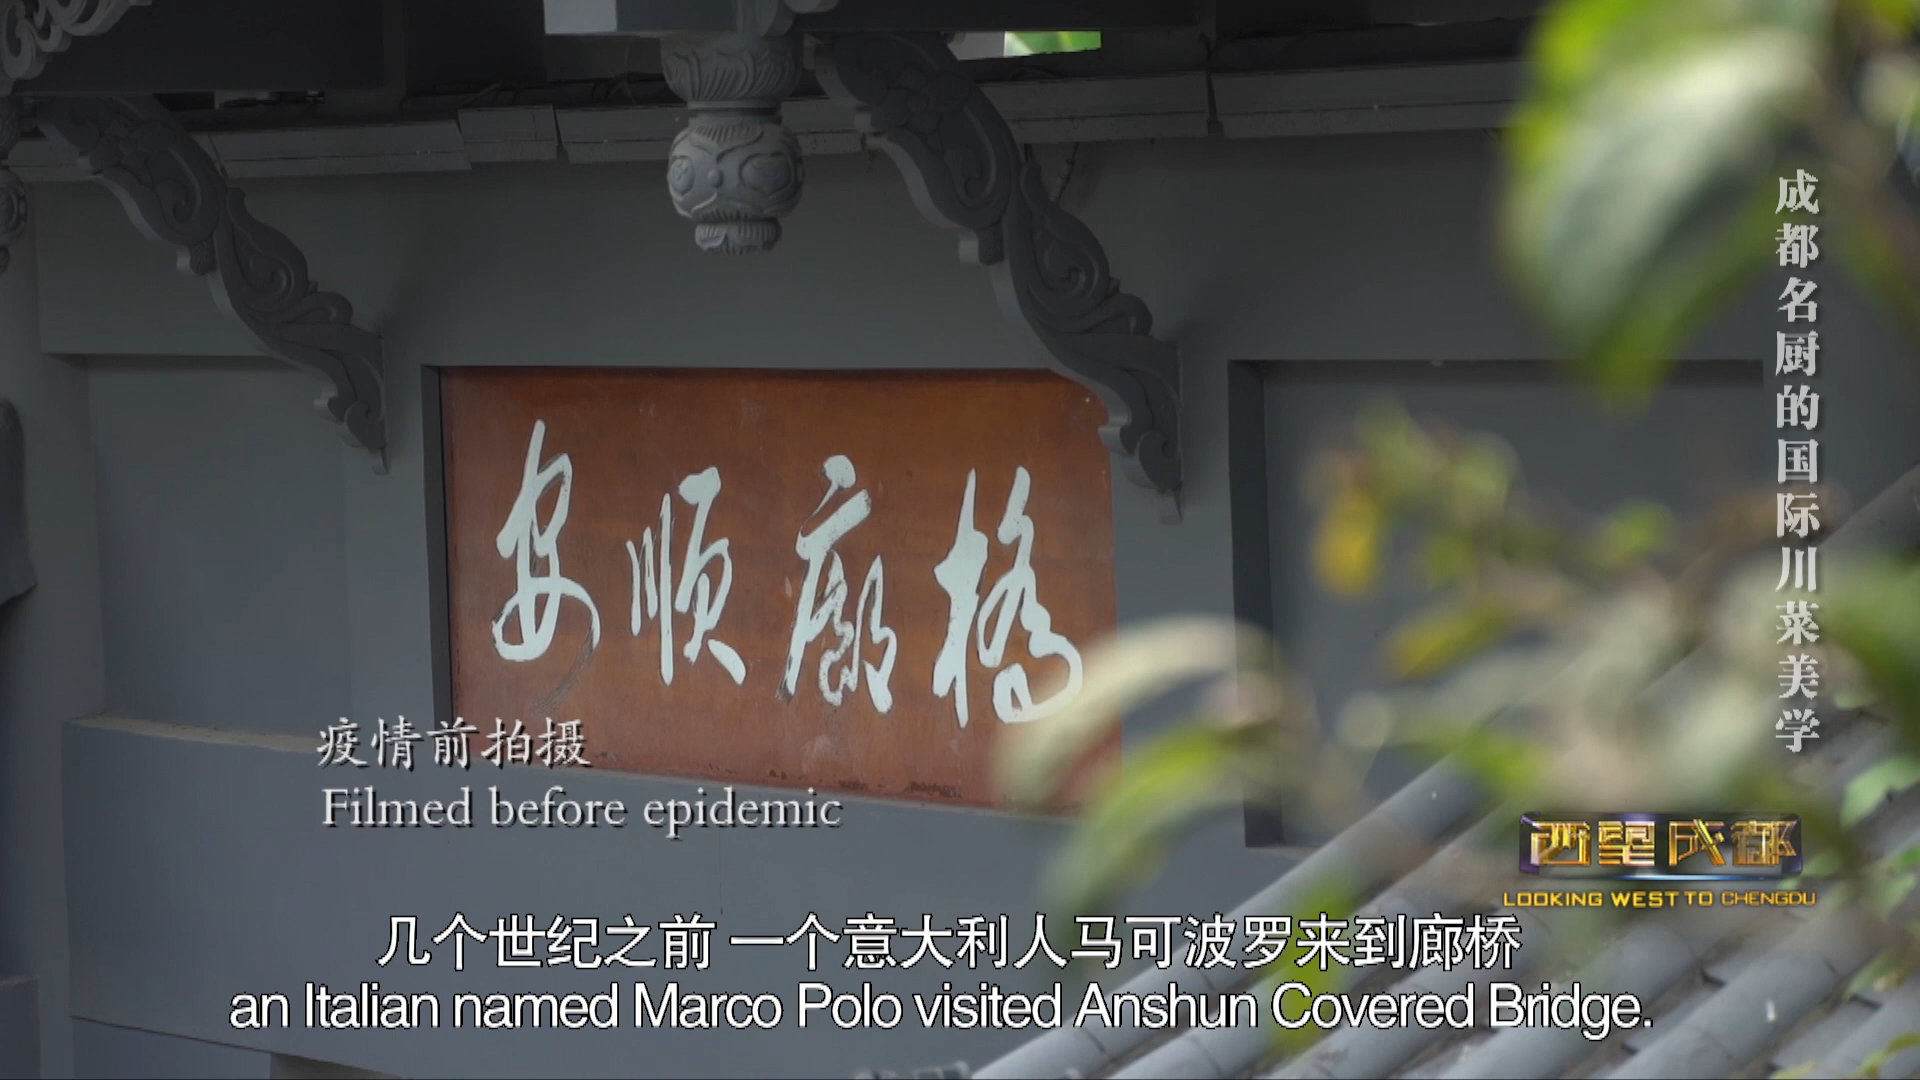 安顺廊桥
成都名厨的国际川菜美学
疫情前拍摄
Filmed before epidemic
西望成都
LOOKING WEST TO CHENGDU
几个世纪之前 一个意大利人马可波罗来到廊桥
an Italian named Marco Polo visited Anshun Covered Bridge.